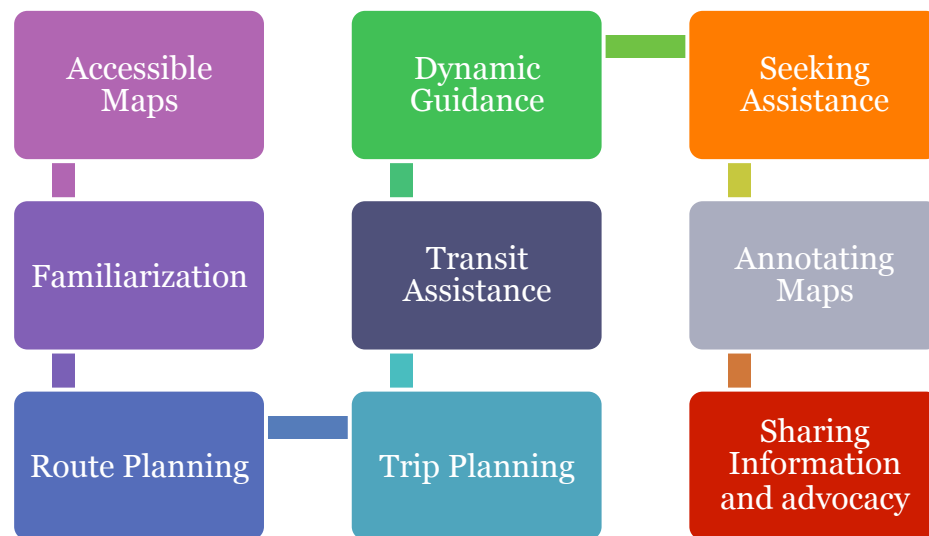 Accessible
Maps
Familiarization
Route Planning
Trip Planning
Transit
Assistance
Dynamic
Guidance
Seeking
Assistance
Annotating
Maps
Sharing
Information
and advocacy